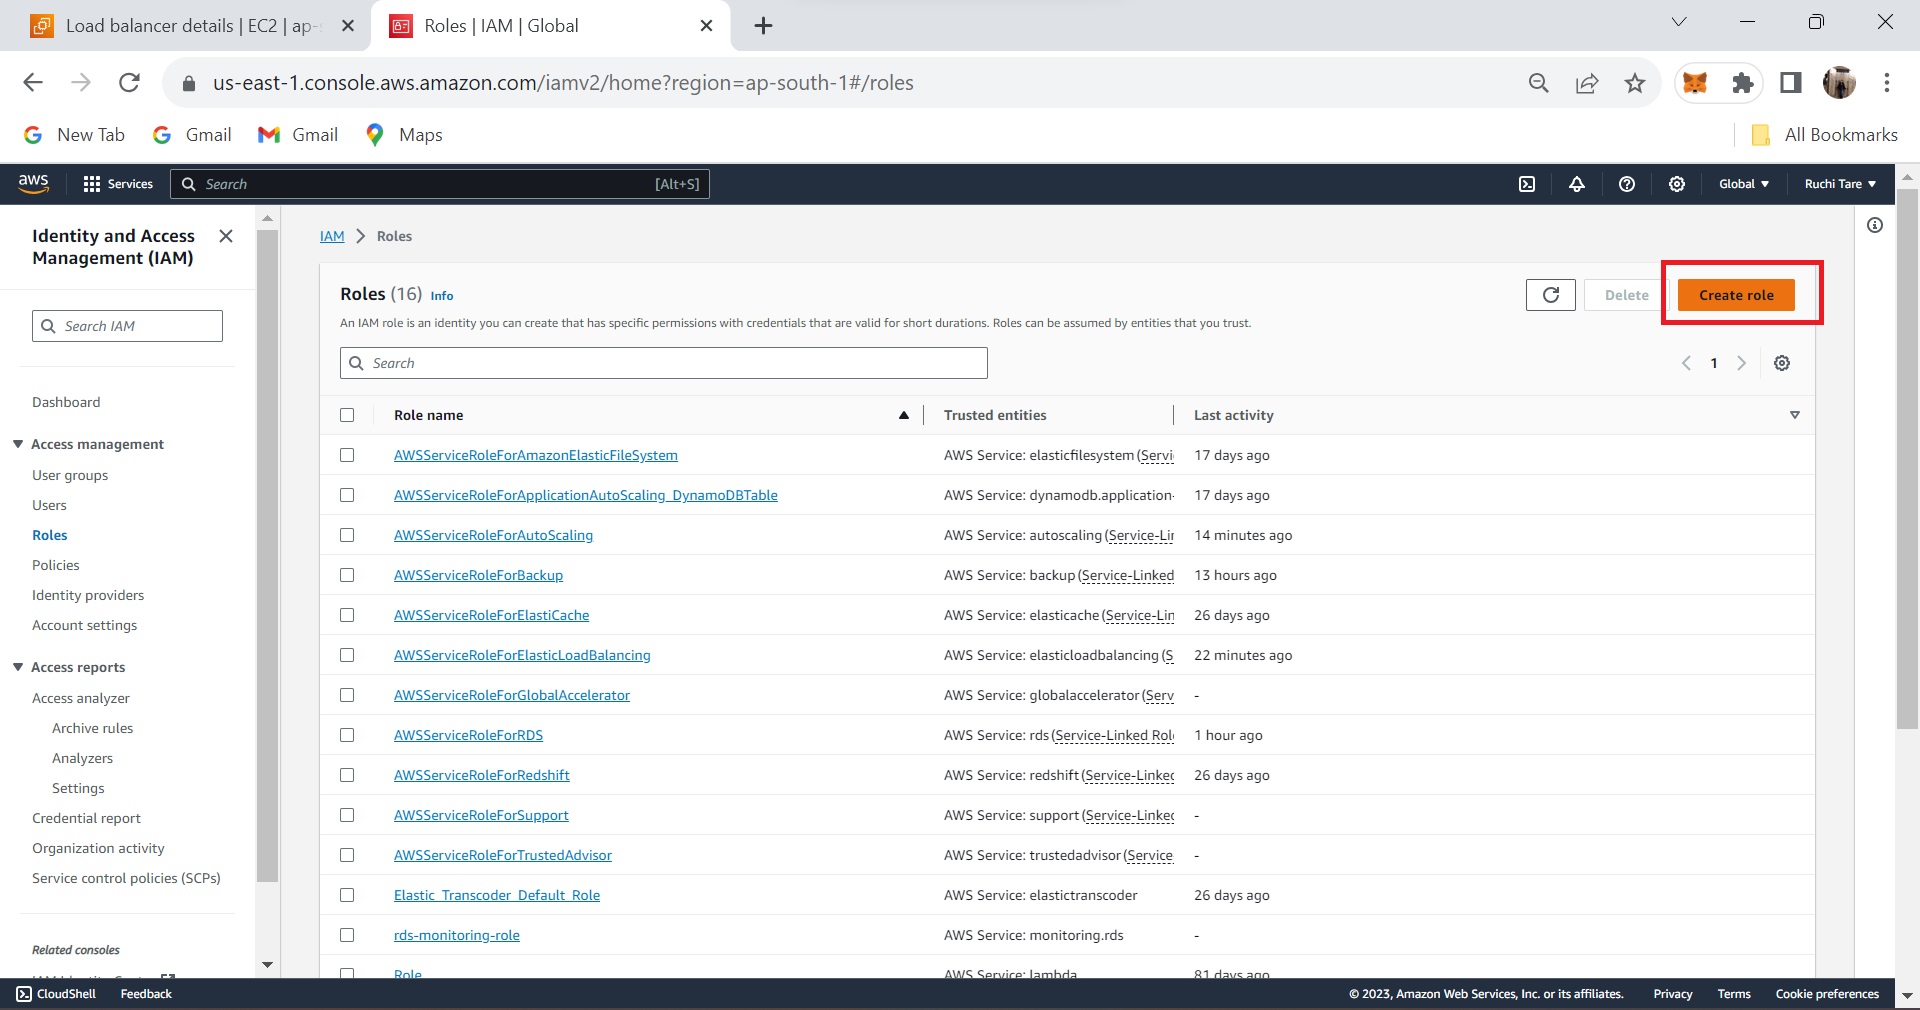 Load balancer details | EC2 | ap-s
Roles | IAM | Global
us-east-1.console.aws.amazon.com/iamv2/home?region=ap-south-1#/roles
New Tab
Gmail
Gmail
Maps
All Bookmarks
aws
Services
Search
[Alt+S]
Global
Ruchi Tare
Identity and Access
Management (IAM)
Search IAM
Dashboard
Access management
User groups
Users
Roles
Policies
Identity providers
Account settings
Access reports
Access analyzer
Archive rules
Analyzers
Settings
Credential report
Organization activity
Service control policies (SCPs)
Related consoles
IAM > Roles
Roles (16) Info
Delete
Create role
An IAM role is an identity you can create that has specific permissions with credentials that are valid for short durations. Roles can be assumed by entities that you trust.
Search
1
Role name Trusted entities Last activity
AWSServiceRoleForAmazonElasticFileSystem AWS Service: elasticfilesystem (Servi 17 days ago
AWSServiceRoleForApplicationAutoScaling_DynamoDBTable AWS Service: dynamodb.application- 17 days ago
AWSServiceRoleForAutoScaling AWS Service: autoscaling (Service-Lin 14 minutes ago
AWSServiceRoleForBackup AWS Service: backup (Service-Linked 13 hours ago
AWSServiceRoleForElastiCache AWS Service: elasticache (Service-Lin 26 days ago
AWSServiceRoleForElasticLoadBalancing AWS Service: elasticloadbalancing (S 22 minutes ago
AWSServiceRoleForGlobalAccelerator AWS Service: globalaccelerator (Serv -
AWSServiceRoleForRDS AWS Service: rds (Service-Linked Role 1 hour ago
AWSServiceRoleForRedshift AWS Service: redshift (Service-Linked 26 days ago
AWSServiceRoleForSupport AWS Service: support (Service-Linked -
AWSServiceRoleForTrustedAdvisor AWS Service: trustedadvisor (Service -
Elastic_Transcoder_Default_Role AWS Service: elastictranscoder 26 days ago
rds-monitoring-role AWS Service: monitoring.rds -
Role AWS Service: lambda 81 days ago
CloudShell
Feedback
© 2023, Amazon Web Services, Inc. or its affiliates.
Privacy
Terms
Cookie preferences